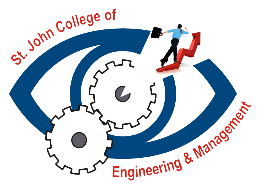 St. John College of
Engineering & Management